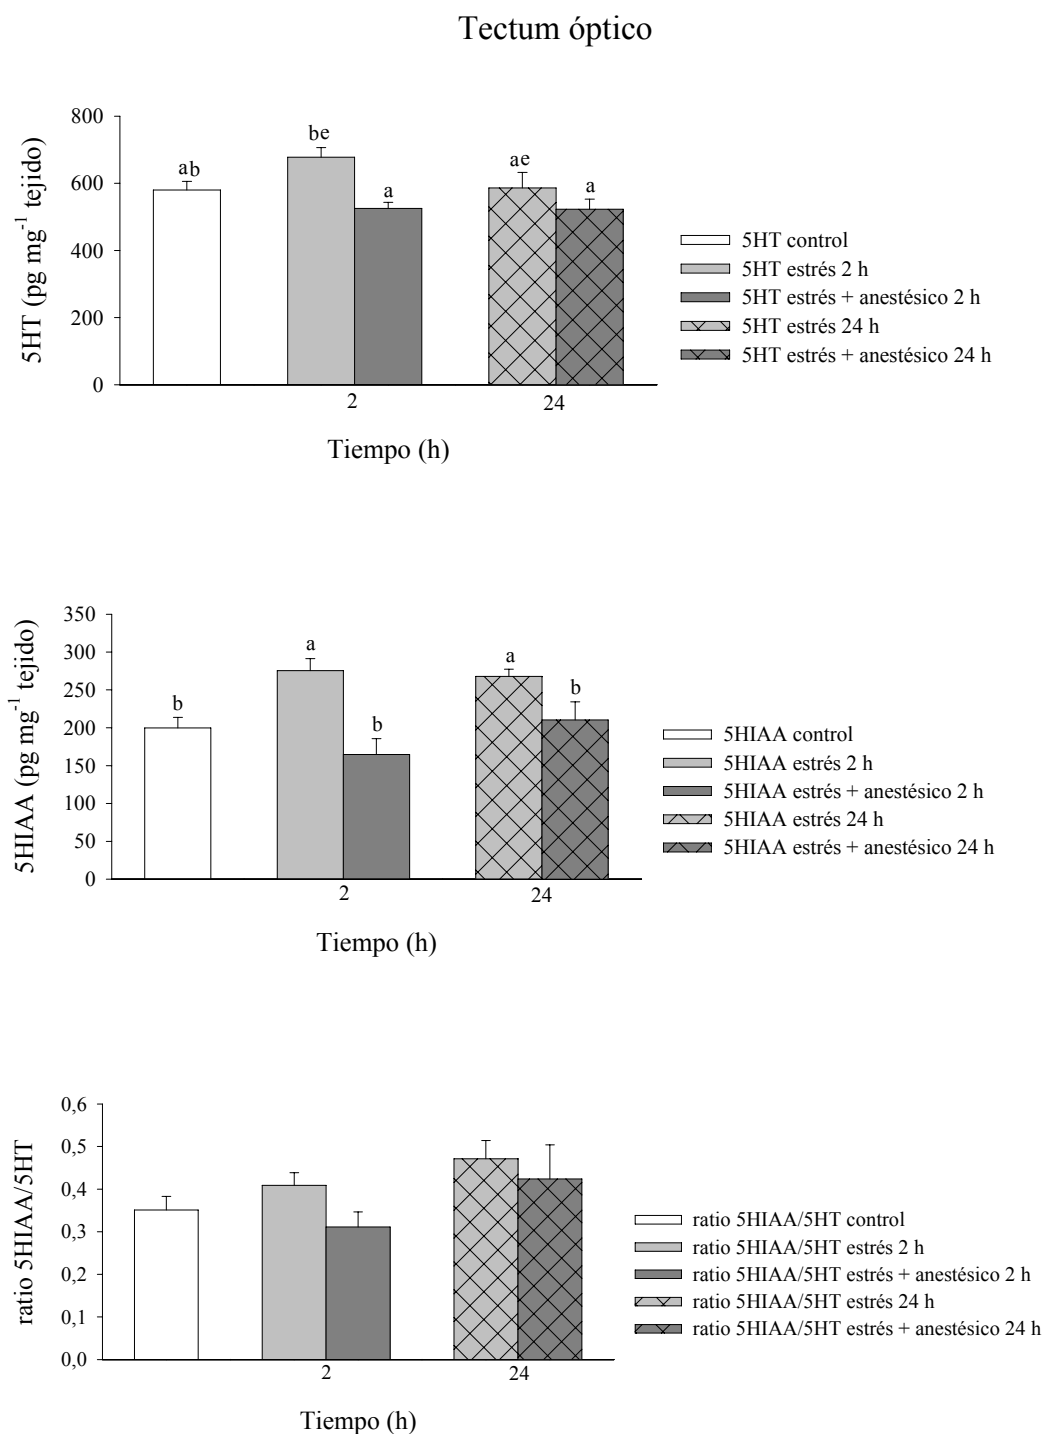 Tectum óptico
5HT (pg mg-1 tejido)
800
600
400
200
0
ab
be
a
ae
a
2
24
Tiempo (h)
5HT control
5HT estrés 2 h
5HT estrés + anestésico 2 h
5HT estrés 24 h
5HT estrés + anestésico 24 h
5HIAA (pg mg-1 tejido)
350
300
250
200
150
100
50
0
b
a
b
a
b
2
24
Tiempo (h)
5HIAA control
5HIAA estrés 2 h
5HIAA estrés + anestésico 2 h
5HIAA estrés 24 h
5HIAA estrés + anestésico 24 h
ratio 5HIAA/5HT
0,6
0,5
0,4
0,3
0,2
0,1
0,0
2
24
Tiempo (h)
ratio 5HIAA/5HT control
ratio 5HIAA/5HT estrés 2 h
ratio 5HIAA/5HT estrés + anestésico 2 h
ratio 5HIAA/5HT estrés 24 h
ratio 5HIAA/5HT estrés + anestésico 24 h